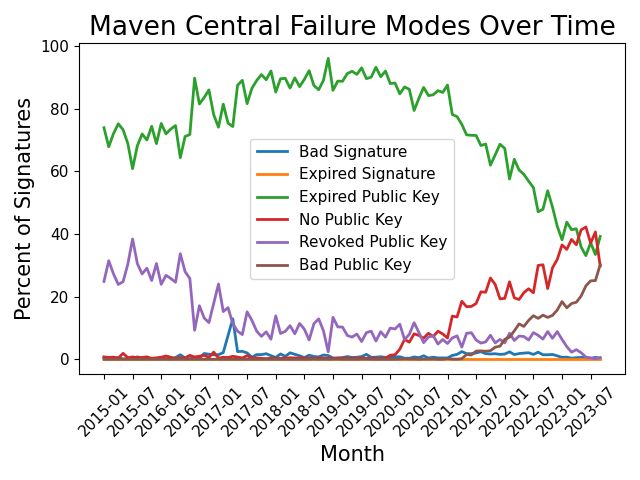 Maven Central Failure Modes Over Time
Percent of Signatures
100
80
60
40
20
0
Bad Signature
Expired Signature
Expired Public Key
No Public Key
Revoked Public Key
Bad Public Key
2015-01
2015-07
2016-01
2016-07
2017-01
2017-07
2018-01
2018-07
2019-01
2019-07
2020-01
2020-07
2021-01
2021-07
2022-01
2022-07
2023-01
2023-07
Month